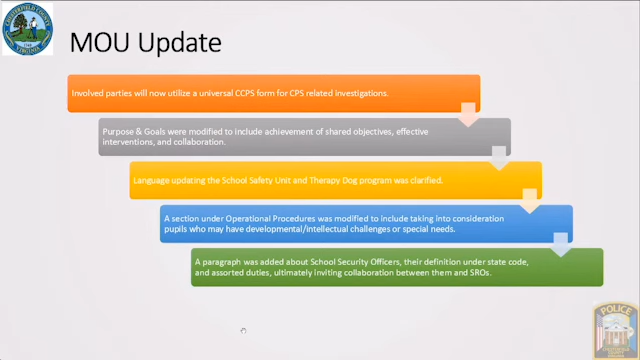 MOU Update
Involved parties will now utilize a universal CCPS form for CPS related investigations.
Purpose & Goals were modified to include achievement of shared objectives, effective
interventions, and collaboration.
Language updating the School Safety Unit and Therapy Dog program was clarified.
A section under Operational Procedures was modified to include taking into consideration
pupils who may have developmental/intellectual challenges or special needs.
A paragraph was added about School Security Officers, their definition under state code,
and assorted duties, ultimately inviting collaboration between them and SROs.
CHESTERFIELD COUNTY
VIRGINIA
POLICE